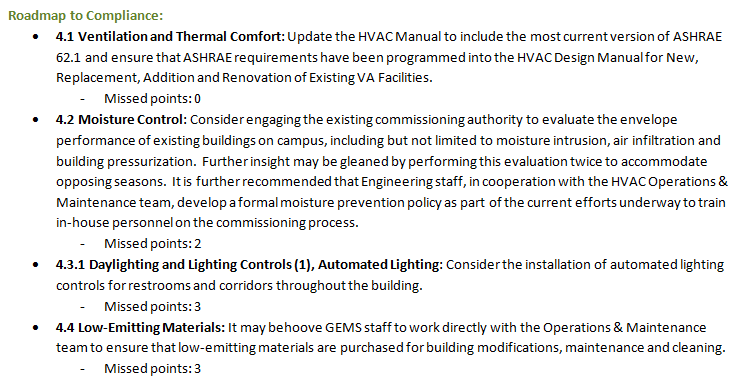 Roadmap to Compliance:
• 4.1 Ventilation and Thermal Comfort: Update the HVAC Manual to include the most current version of ASHRAE
62.1 and ensure that ASHRAE requirements have been programmed into the HVAC Design Manual for New,
Replacement, Addition and Renovation of Existing VA Facilities.
- Missed points: 0
• 4.2 Moisture Control: Consider engaging the existing commissioning authority to evaluate the envelope
performance of existing buildings on campus, including but not limited to moisture intrusion, air infiltration and
building pressurization. Further insight may be gleaned by performing this evaluation twice to accommodate
opposing seasons. It is further recommended that Engineering staff, in cooperation with the HVAC Operations &
Maintenance team, develop a formal moisture prevention policy as part of the current efforts underway to train
in-house personnel on the commissioning process.
- Missed points: 2
• 4.3.1 Daylighting and Lighting Controls (1), Automated Lighting: Consider the installation of automated lighting
controls for restrooms and corridors throughout the building.
- Missed points: 3
• 4.4 Low-Emitting Materials: It may behoove GEMS staff to work directly with the Operations & Maintenance
team to ensure that low-emitting materials are purchased for building modifications, maintenance and cleaning.
- Missed points: 3